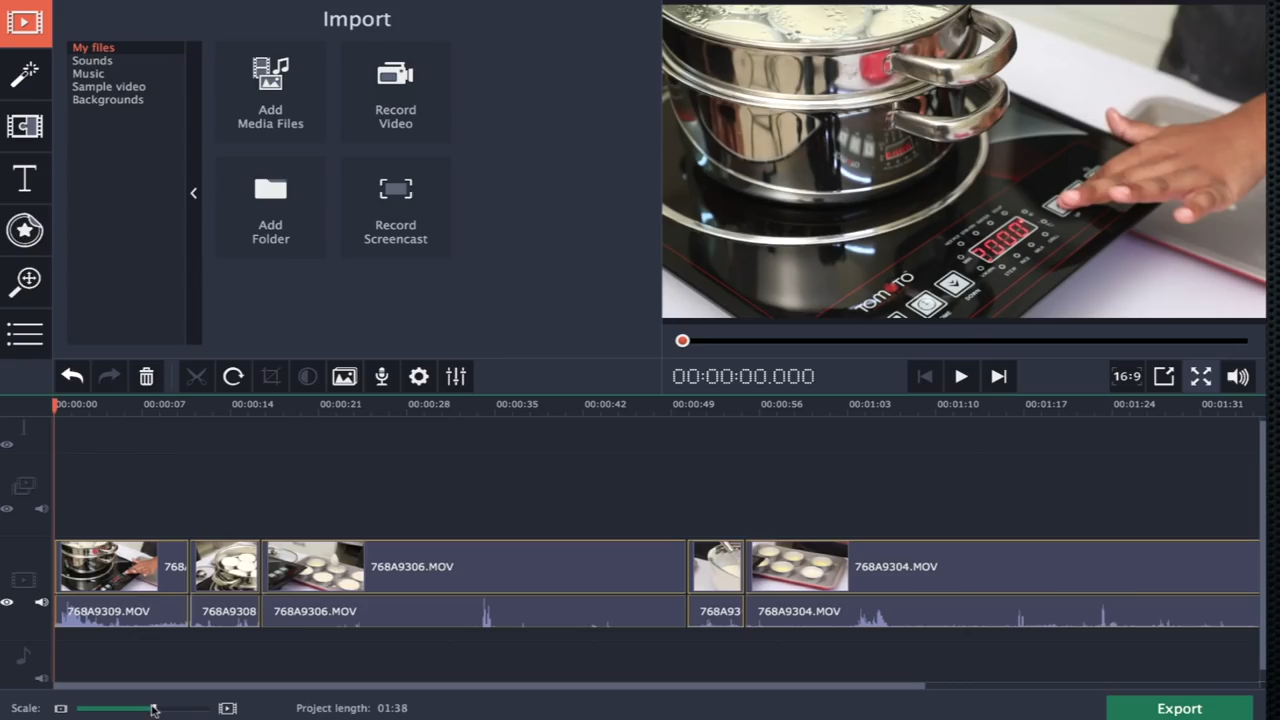 Import
My files
Sounds
Music
Sample video
Backgrounds
Add
Media Files
Record
Video
Add
Folder
Record
Screencast
TOMATO
DOWN
00:00:00.000
16:9
00:00:00 00:00:07 00:00:14 00:00:21 00:00:28 00:00:35 00:00:42 00:00:49 00:00:56 00:01:03 00:01:10 00:01:17 00:01:24 00:01:31
768A9306.MOV
768A9304.MOV
768A9309.MOV
768A9308
768A9306.MOV
768A93
768A9304.MOV
Scale:
Project length: 01:38
Export